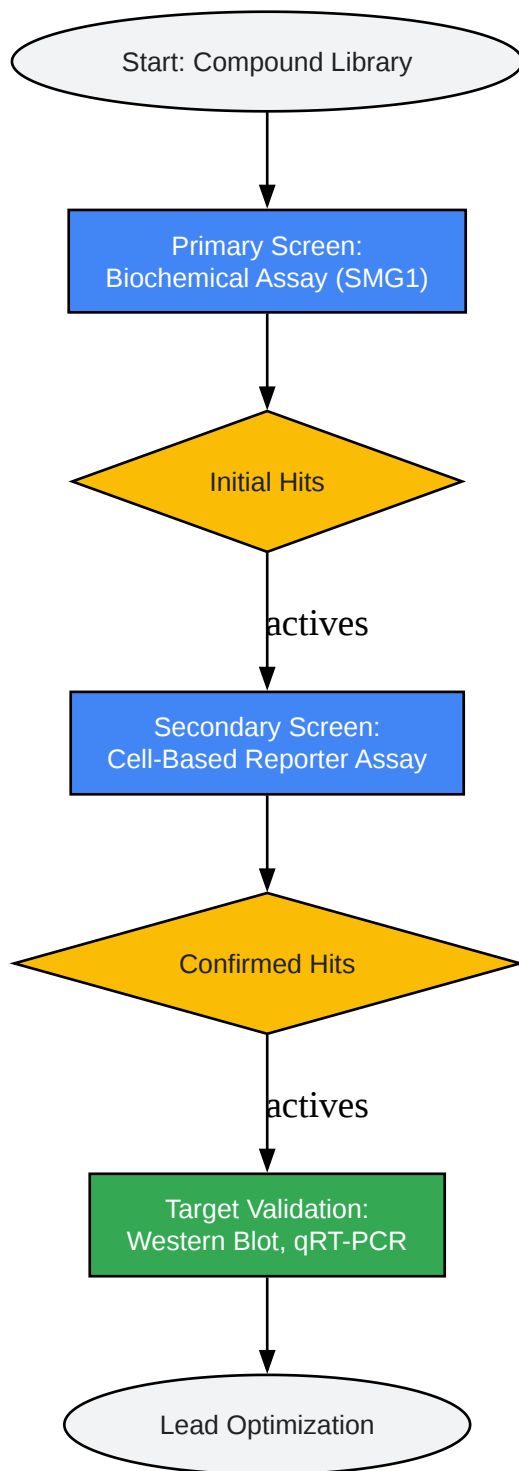 Start: Compound Library
Primary Screen:
Biochemical Assay (SMG1)
Initial Hits
actives
Secondary Screen:
Cell-Based Reporter Assay
Confirmed Hits
actives
Target Validation:
Western Blot, qRT-PCR
Lead Optimization